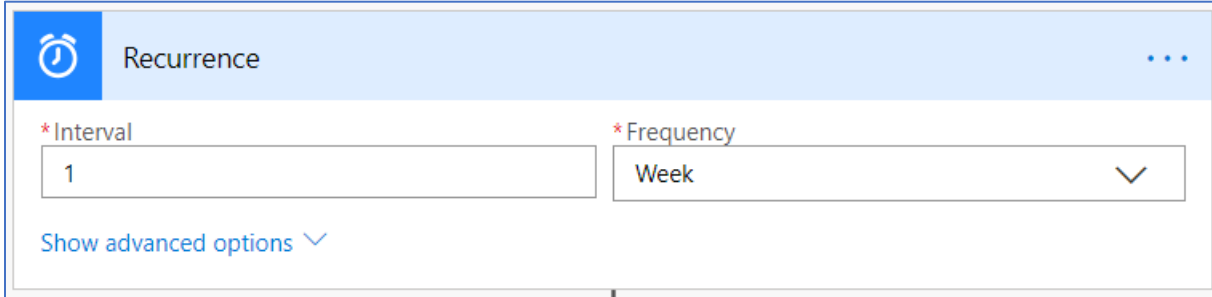 Recurrence
* Interval
* Frequency
1
Week
Show advanced options